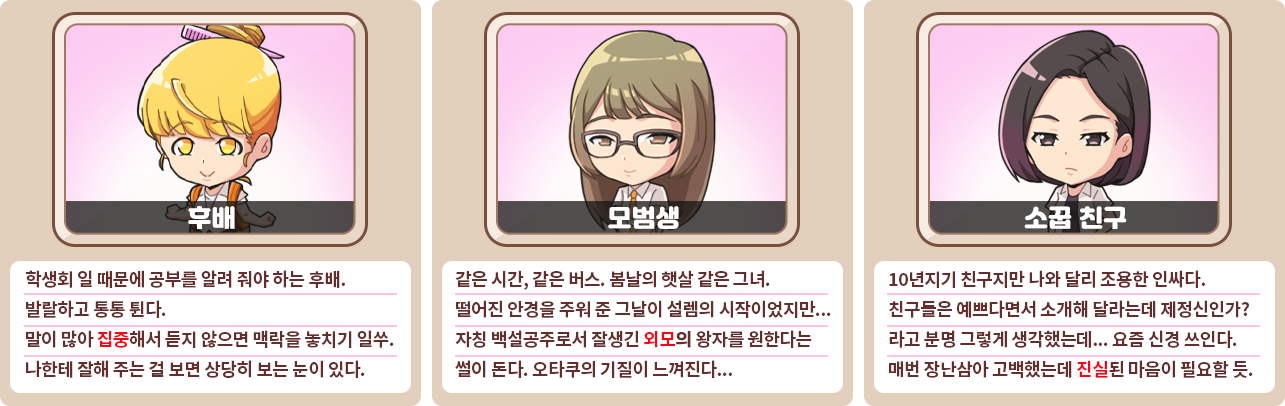 후배
학생회 일 때문에 공부를 알려 줘야 하는 후배.
발랄하고 통통 튄다.
말이 많아 집중해서 듣지 않으면 맥락을 놓치기 일쑤.
나한테 잘해 주는 걸 보면 상당히 보는 눈이 있다.
모범생
같은 시간, 같은 버스. 봄날의 햇살 같은 그녀.
떨어진 안경을 주워 준 그날이 설렘의 시작이었지만...
자칭 백설공주로서 잘생긴 외모의 왕자를 원한다는
썰이 돈다. 오타쿠의 기질이 느껴진다...
소꿉 친구
10년지기 친구지만 나와 달리 조용한 인싸다.
친구들은 예쁘다면서 소개해 달라는데 제정신인가?
라고 분명 그렇게 생각했는데... 요즘 신경 쓰인다.
매번 장난삼아 고백했는데 진실된 마음이 필요할 듯.